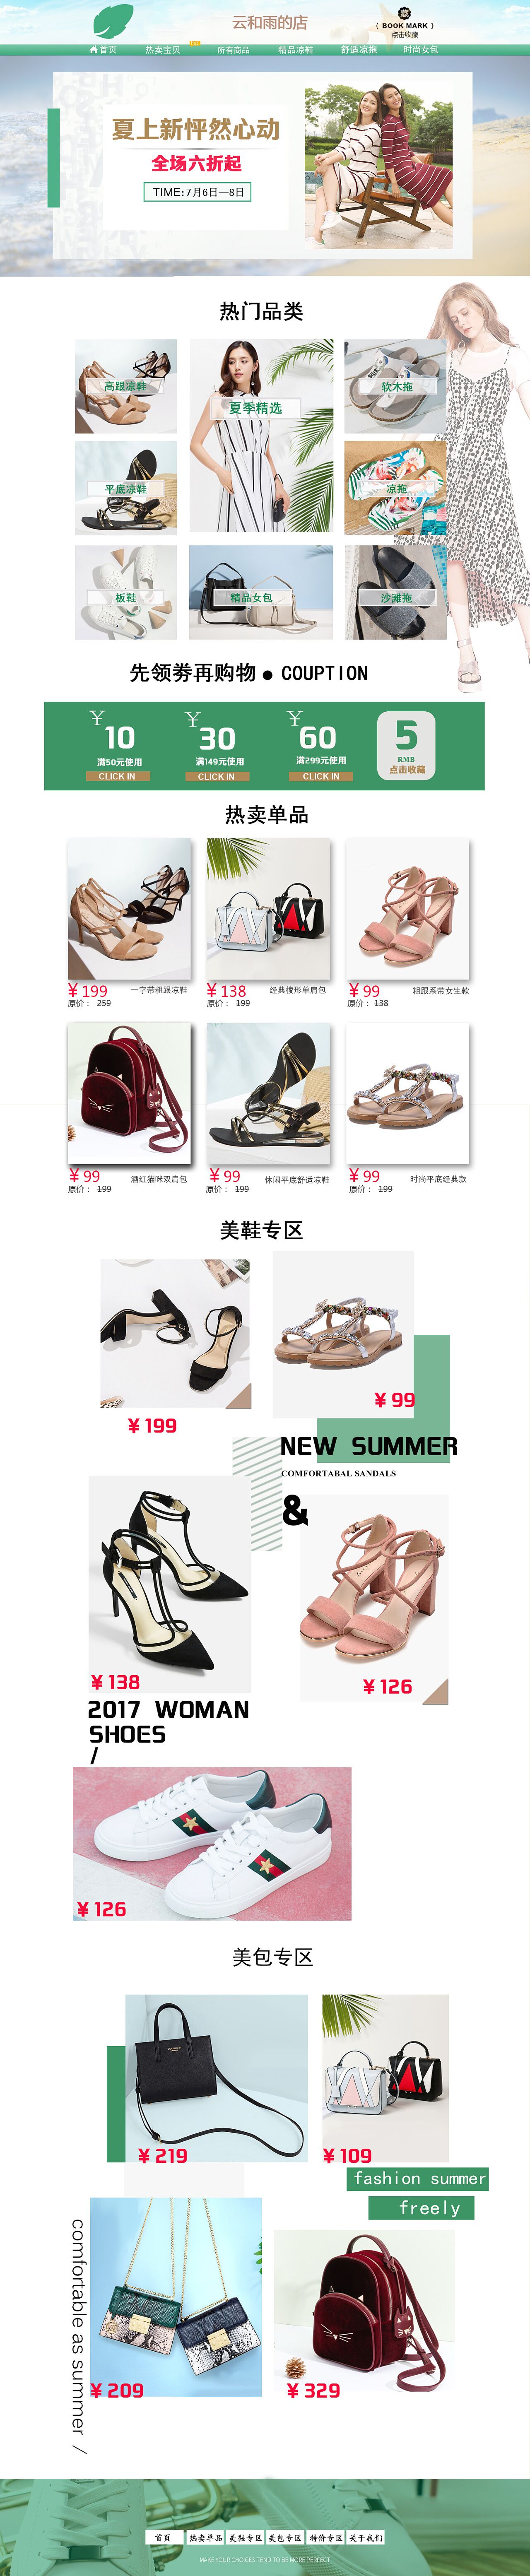 云和雨的店
{ BOOK MARK }
点击收藏
首页 热卖宝贝 所有商品 精品凉鞋 舒适凉拖 时尚女包
夏上新怦然心动
全场六折起
TIME:7月6日—8日
热门品类
高跟凉鞋
夏季精选
软木拖
平底凉鞋
凉拖
板鞋
精品女包
沙滩拖
先领劵再购物 ● COUPTION
¥ 10
满50元使用
CLICK IN
¥ 30
满149元使用
CLICK IN
¥ 60
满299元使用
CLICK IN
5
RMB
点击收藏
热卖单品
¥ 199 一字带粗跟凉鞋
原价： 259
¥ 138 经典棱形单肩包
原价： 199
¥ 99 粗跟系带女生款
原价：138
¥ 99 酒红猫咪双肩包
原价： 199
¥ 99 休闲平底舒适凉鞋
原价： 199
¥ 99 时尚平底经典款
原价： 199
美鞋专区
¥ 99
¥ 199
NEW SUMMER
COMFORTABAL SANDALS
&
¥ 138
¥ 126
2017 WOMAN
SHOES
/
¥ 126
美包专区
¥ 219
¥ 109
fashion summer
freely
comfortable as summer /
¥ 209
¥ 329
首页 热卖单品 美鞋专区 美包专区 特价专区 关于我们
MAKE YOUR CHOICES TEND TO BE MORE PERFECT